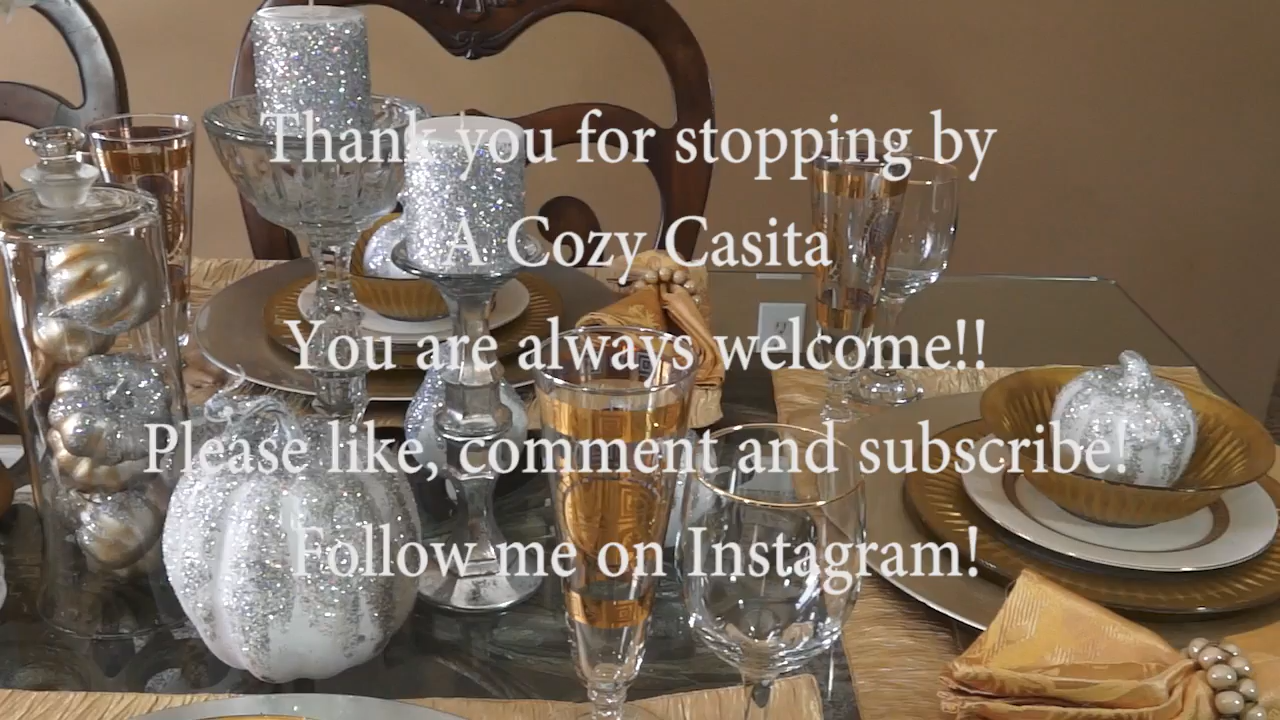 Thank you for stopping by
A Cozy Casita
You are always welcome!!
Please like, comment and subscribe!
Follow me on Instagram!